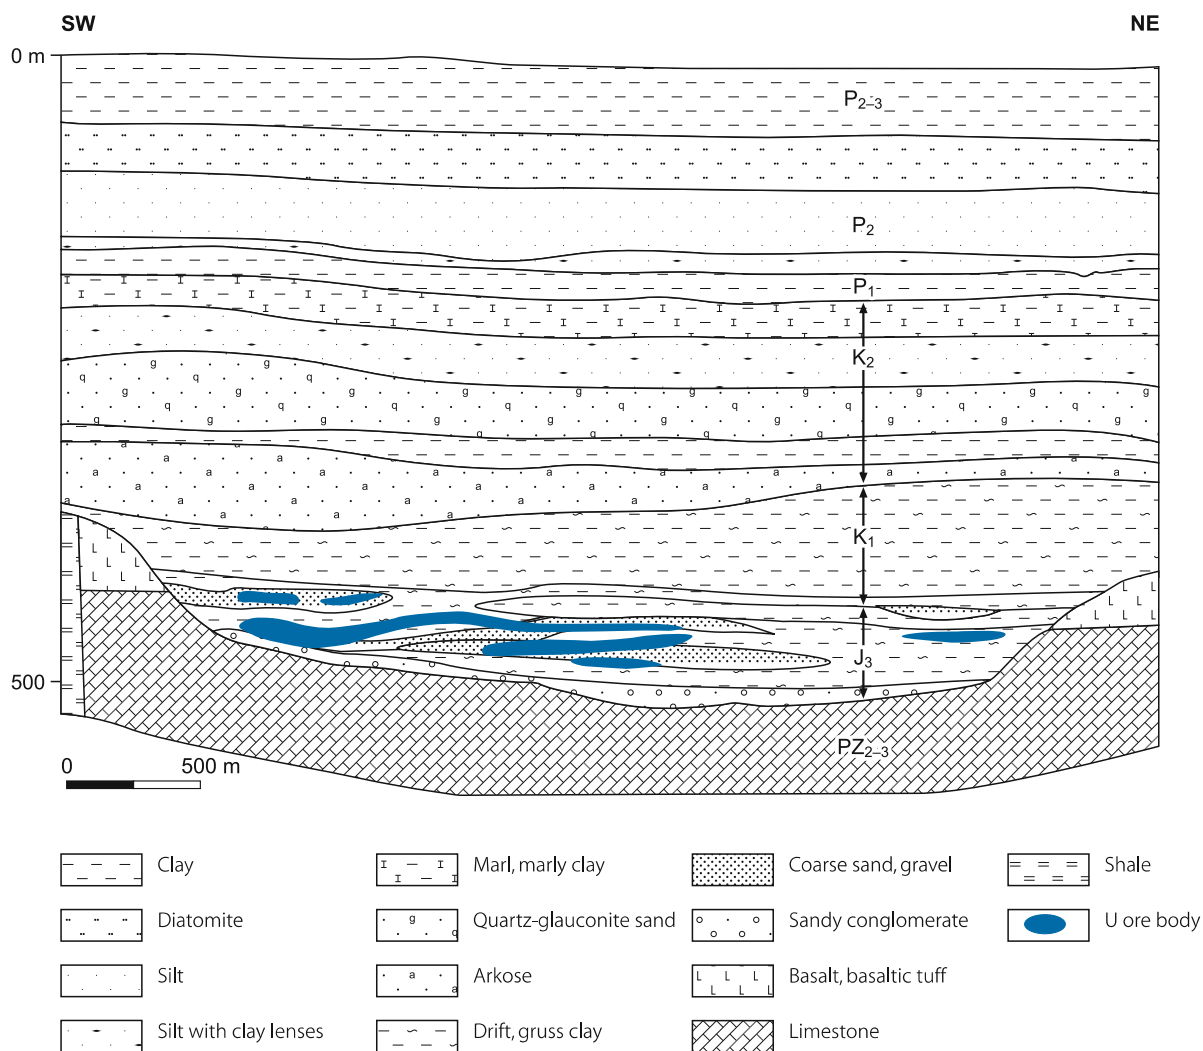 SW NE
0 m
P2–3
P2
P1
K2
K1
J3
500
PZ2–3
0 500 m
Clay Marl, marly clay Coarse sand, gravel Shale
Diatomite Quartz-glauconite sand Sandy conglomerate U ore body
Silt Arkose Basalt, basaltic tuff
Silt with clay lenses Drift, gruss clay Limestone